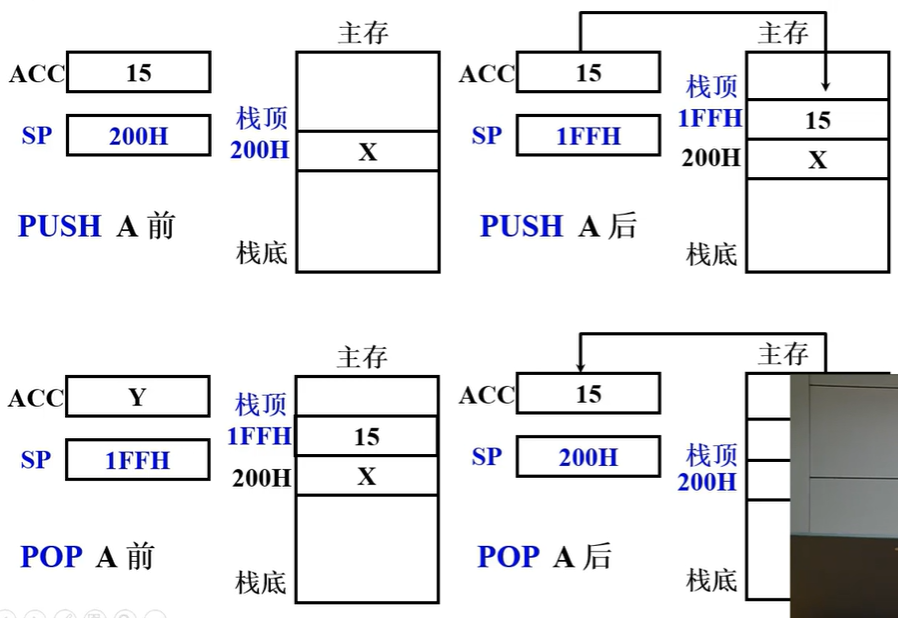 主存
ACC 15
SP 200H
栈顶
200H X
PUSH A 前
栈底
主存
ACC 15
栈顶
SP 1FFH
1FFH 15
200H X
PUSH A 后
栈底
主存
ACC Y
栈顶
SP 1FFH
1FFH 15
200H X
POP A 前
栈底
主存
ACC 15
SP 200H
栈顶
200H
POP A 后
栈底